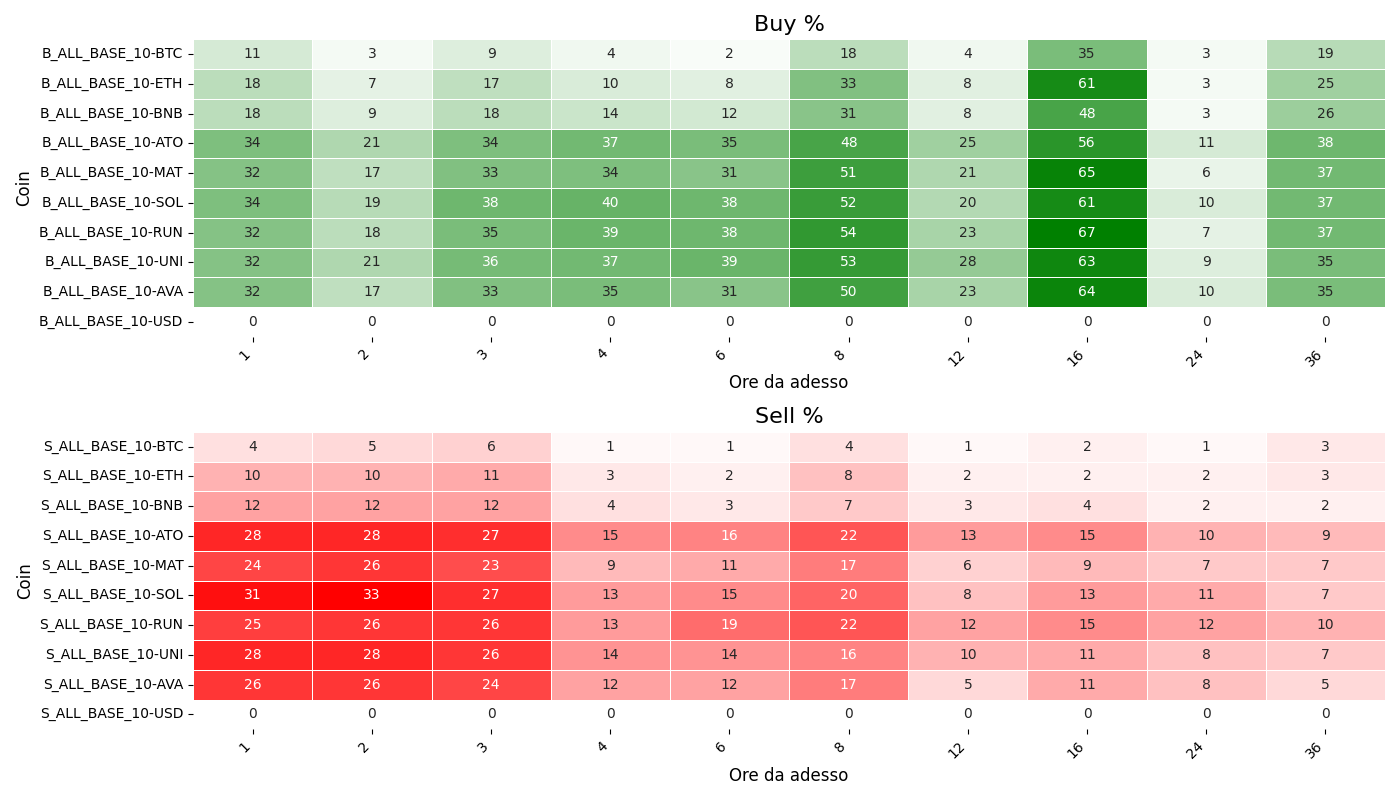 Buy %
Coin
B_ALL_BASE_10-BTC 11 3 9 4 2 18 4 35 3 19
B_ALL_BASE_10-ETH 18 7 17 10 8 33 8 61 3 25
B_ALL_BASE_10-BNB 18 9 18 14 12 31 8 48 3 26
B_ALL_BASE_10-ATO 34 21 34 37 35 48 25 56 11 38
B_ALL_BASE_10-MAT 32 17 33 34 31 51 21 65 6 37
B_ALL_BASE_10-SOL 34 19 38 40 38 52 20 61 10 37
B_ALL_BASE_10-RUN 32 18 35 39 38 54 23 67 7 37
B_ALL_BASE_10-UNI 32 21 36 37 39 53 28 63 9 35
B_ALL_BASE_10-AVA 32 17 33 35 31 50 23 64 10 35
B_ALL_BASE_10-USD 0 0 0 0 0 0 0 0 0 0
1 2 3 4 6 8 12 16 24 36
Ore da adesso
Sell %
Coin
S_ALL_BASE_10-BTC 4 5 6 1 1 4 1 2 1 3
S_ALL_BASE_10-ETH 10 10 11 3 2 8 2 2 2 3
S_ALL_BASE_10-BNB 12 12 12 4 3 7 3 4 2 2
S_ALL_BASE_10-ATO 28 28 27 15 16 22 13 15 10 9
S_ALL_BASE_10-MAT 24 26 23 9 11 17 6 9 7 7
S_ALL_BASE_10-SOL 31 33 27 13 15 20 8 13 11 7
S_ALL_BASE_10-RUN 25 26 26 13 19 22 12 15 12 10
S_ALL_BASE_10-UNI 28 28 26 14 14 16 10 11 8 7
S_ALL_BASE_10-AVA 26 26 24 12 12 17 5 11 8 5
S_ALL_BASE_10-USD 0 0 0 0 0 0 0 0 0 0
1 2 3 4 6 8 12 16 24 36
Ore da adesso